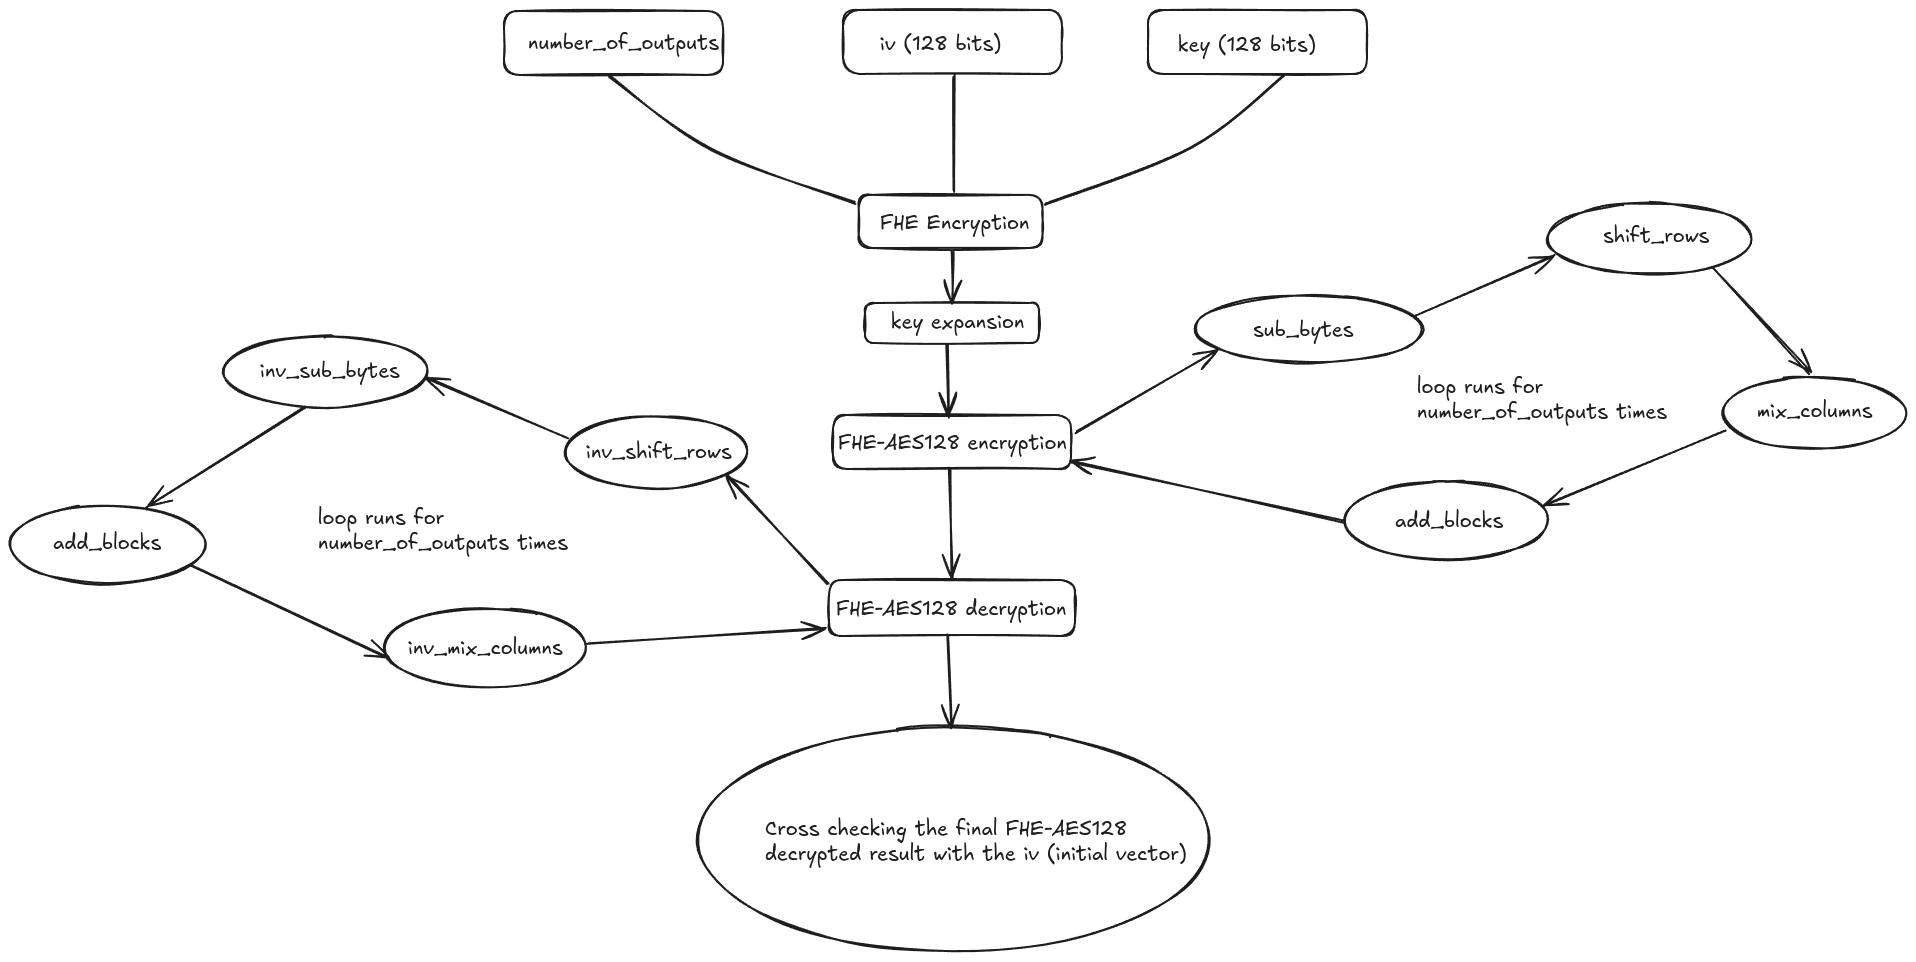 number_of_outputs
iv (128 bits)
key (128 bits)
FHE Encryption
key expansion
FHE-AES128 encryption
sub_bytes
shift_rows
mix_columns
add_blocks
loop runs for
number_of_outputs times
FHE-AES128 decryption
inv_shift_rows
inv_sub_bytes
add_blocks
inv_mix_columns
loop runs for
number_of_outputs times
Cross checking the final FHE-AES128
decrypted result with the iv (initial vector)